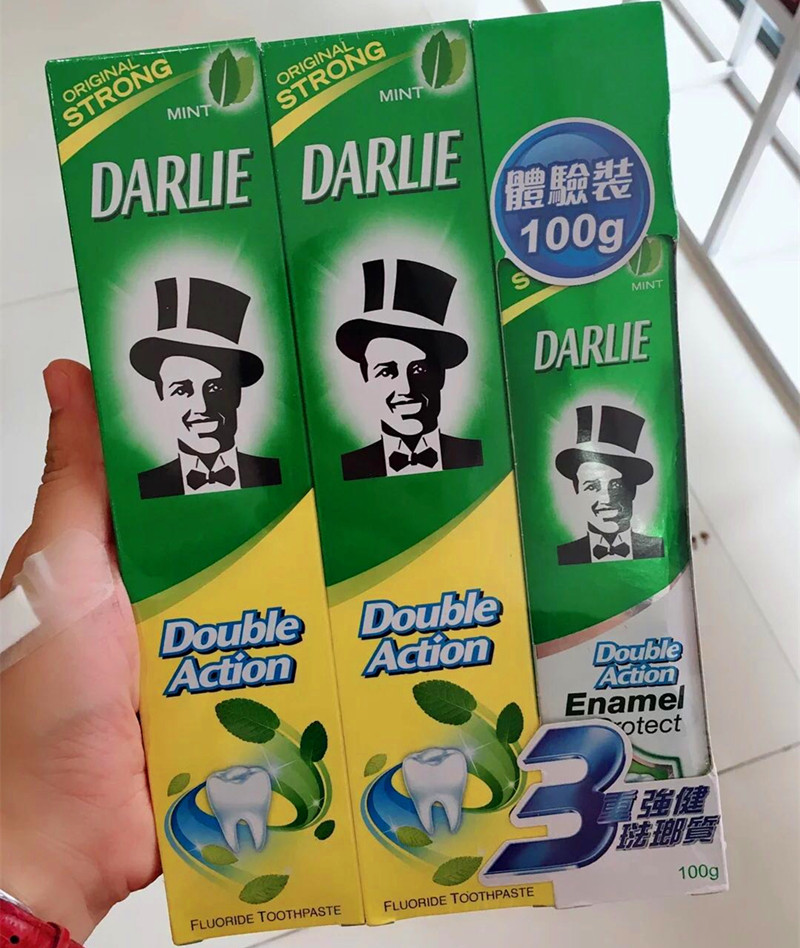 ORIGINAL
STRONG
MINT
DARLIE
Double
Action
FLUORIDE TOOTHPASTE
ORIGINAL
STRONG
MINT
DARLIE
Double
Action
FLUORIDE TOOTHPASTE
體驗裝
100g
MINT
DARLIE
Double
Action
Enamel
3重強健
琺瑯質
100g